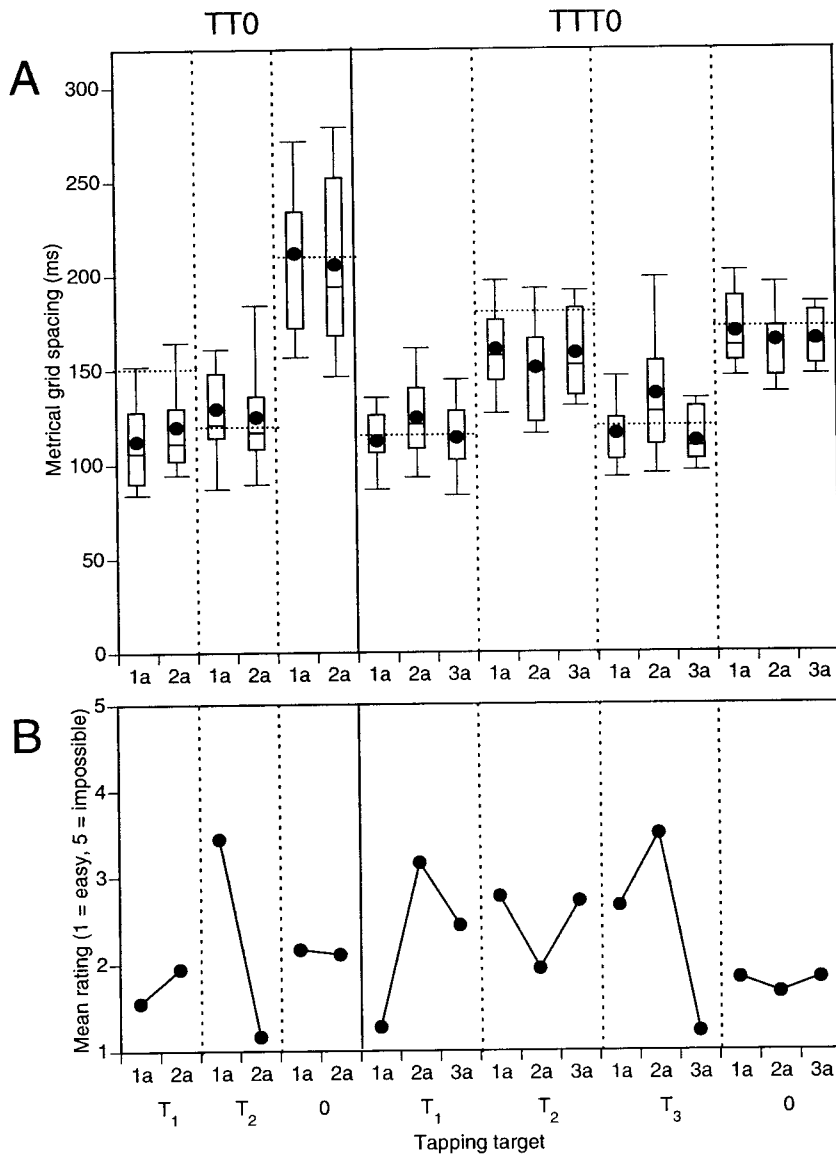 TT0 TTT0
A
Metrical grid spacing (ms)
300
250
200
150
100
50
0
1a 2a 1a 2a 1a 2a 1a 2a 3a 1a 2a 3a 1a 2a 3a 1a 2a 3a
B
Mean rating (1 = easy, 5 = impossible)
5
4
3
2
1
1a 2a 1a 2a 1a 2a 1a 2a 3a 1a 2a 3a 1a 2a 3a 1a 2a 3a
T1 T2 0 T1 T2 T3 0
Tapping target